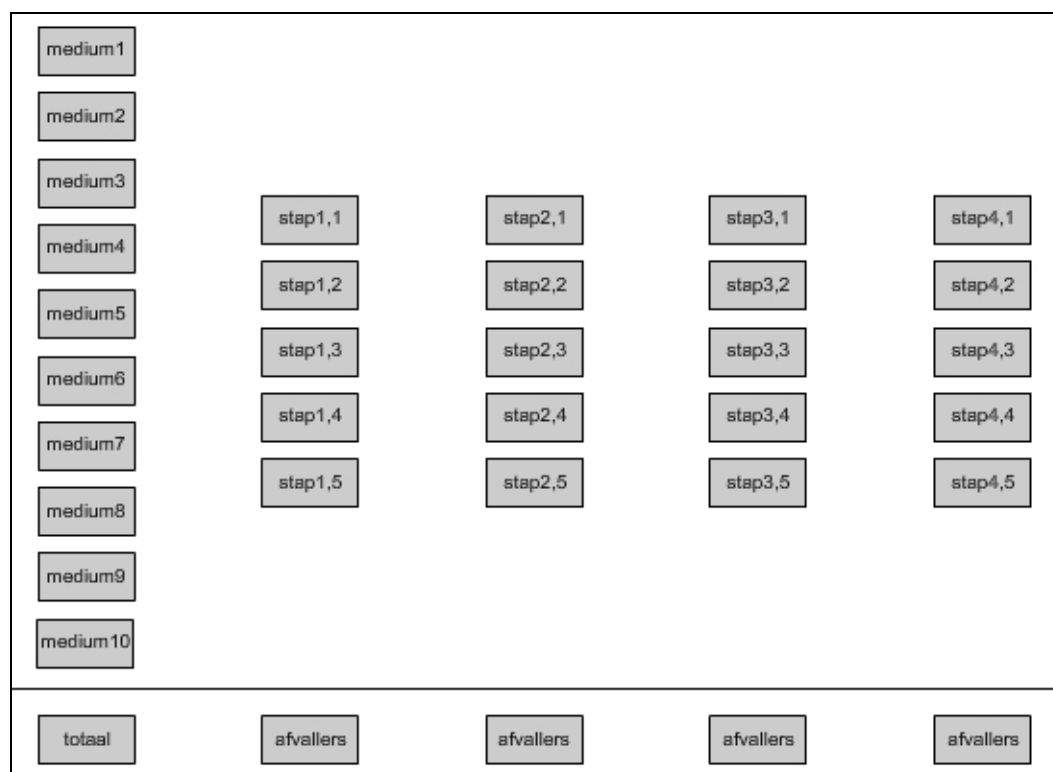 medium1
medium2
medium3
medium4
medium5
medium6
medium7
medium8
medium9
medium10
stap1,1 stap2,1 stap3,1 stap4,1
stap1,2 stap2,2 stap3,2 stap4,2
stap1,3 stap2,3 stap3,3 stap4,3
stap1,4 stap2,4 stap3,4 stap4,4
stap1,5 stap2,5 stap3,5 stap4,5
totaal afvallers afvallers afvallers afvallers